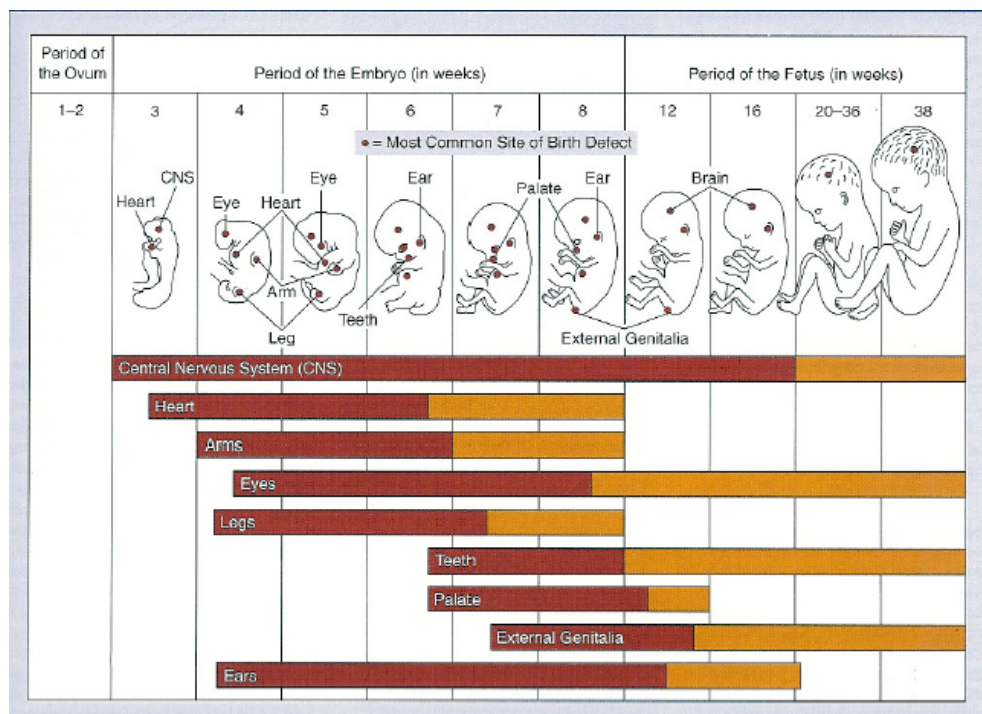 Period of
the Ovum
Period of the Embryo (in weeks)
Period of the Fetus (in weeks)
1–2
3
4
5
6
7
8
12
16
20–36
38
● = Most Common Site of Birth Defect
CNS
Heart
Eye
Heart
Eye
Ear
Palate
Ear
Brain
Arm
Teeth
Leg
External Genitalia
Central Nervous System (CNS)
Heart
Arms
Eyes
Legs
Teeth
Palate
External Genitalia
Ears